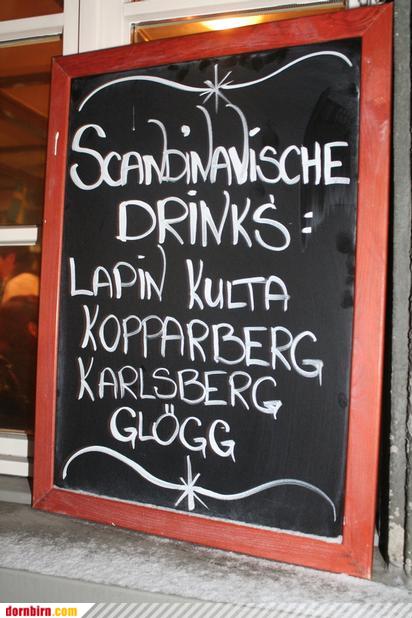 SCANDINAVISCHE
DRINKS:
LAPIN KULTA
KOPPARBERG
KARLSBERG
GLÖGG
dornbirn.com